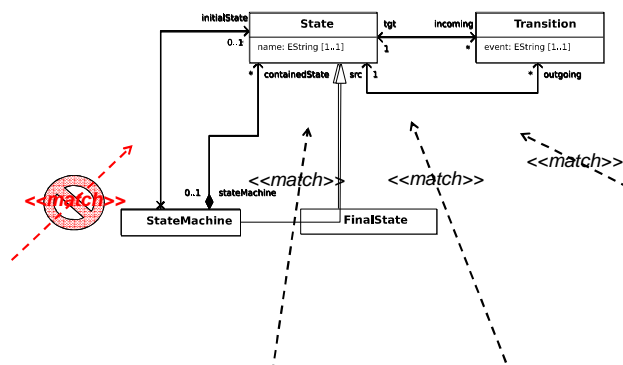 initialState
State
tgt
incoming
Transition
0..1
name: EString [1..1]
1
*
event: EString [1..1]
*
containedState
src
1
*
outgoing
<<match>>
<<match>>
<<match>>
<<match>>
0..1
stateMachine
StateMachine
FinalState